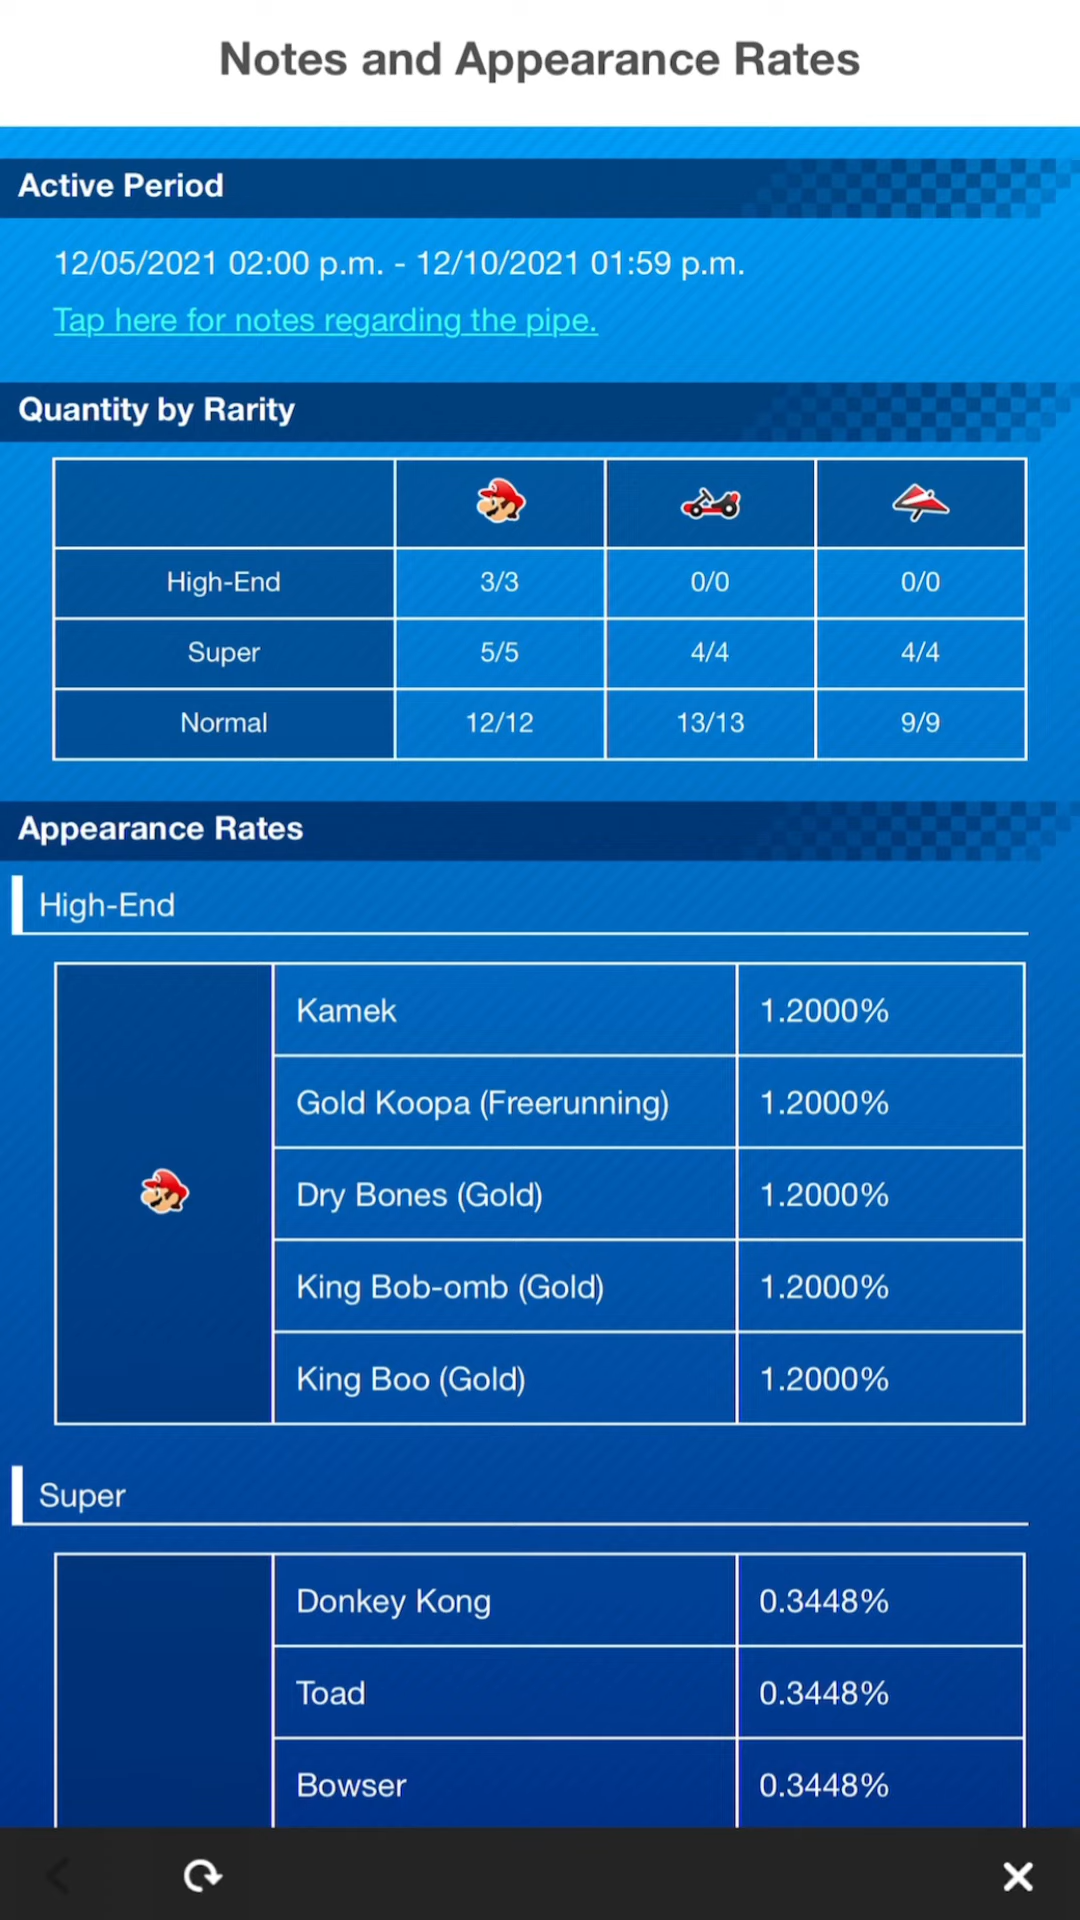 Notes and Appearance Rates
Active Period
12/05/2021 02:00 p.m. - 12/10/2021 01:59 p.m.
Tap here for notes regarding the pipe.
Quantity by Rarity
High-End 3/3 0/0 0/0
Super 5/5 4/4 4/4
Normal 12/12 13/13 9/9
Appearance Rates
High-End
Kamek 1.2000%
Gold Koopa (Freerunning) 1.2000%
Dry Bones (Gold) 1.2000%
King Bob-omb (Gold) 1.2000%
King Boo (Gold) 1.2000%
Super
Donkey Kong 0.3448%
Toad 0.3448%
Bowser 0.3448%